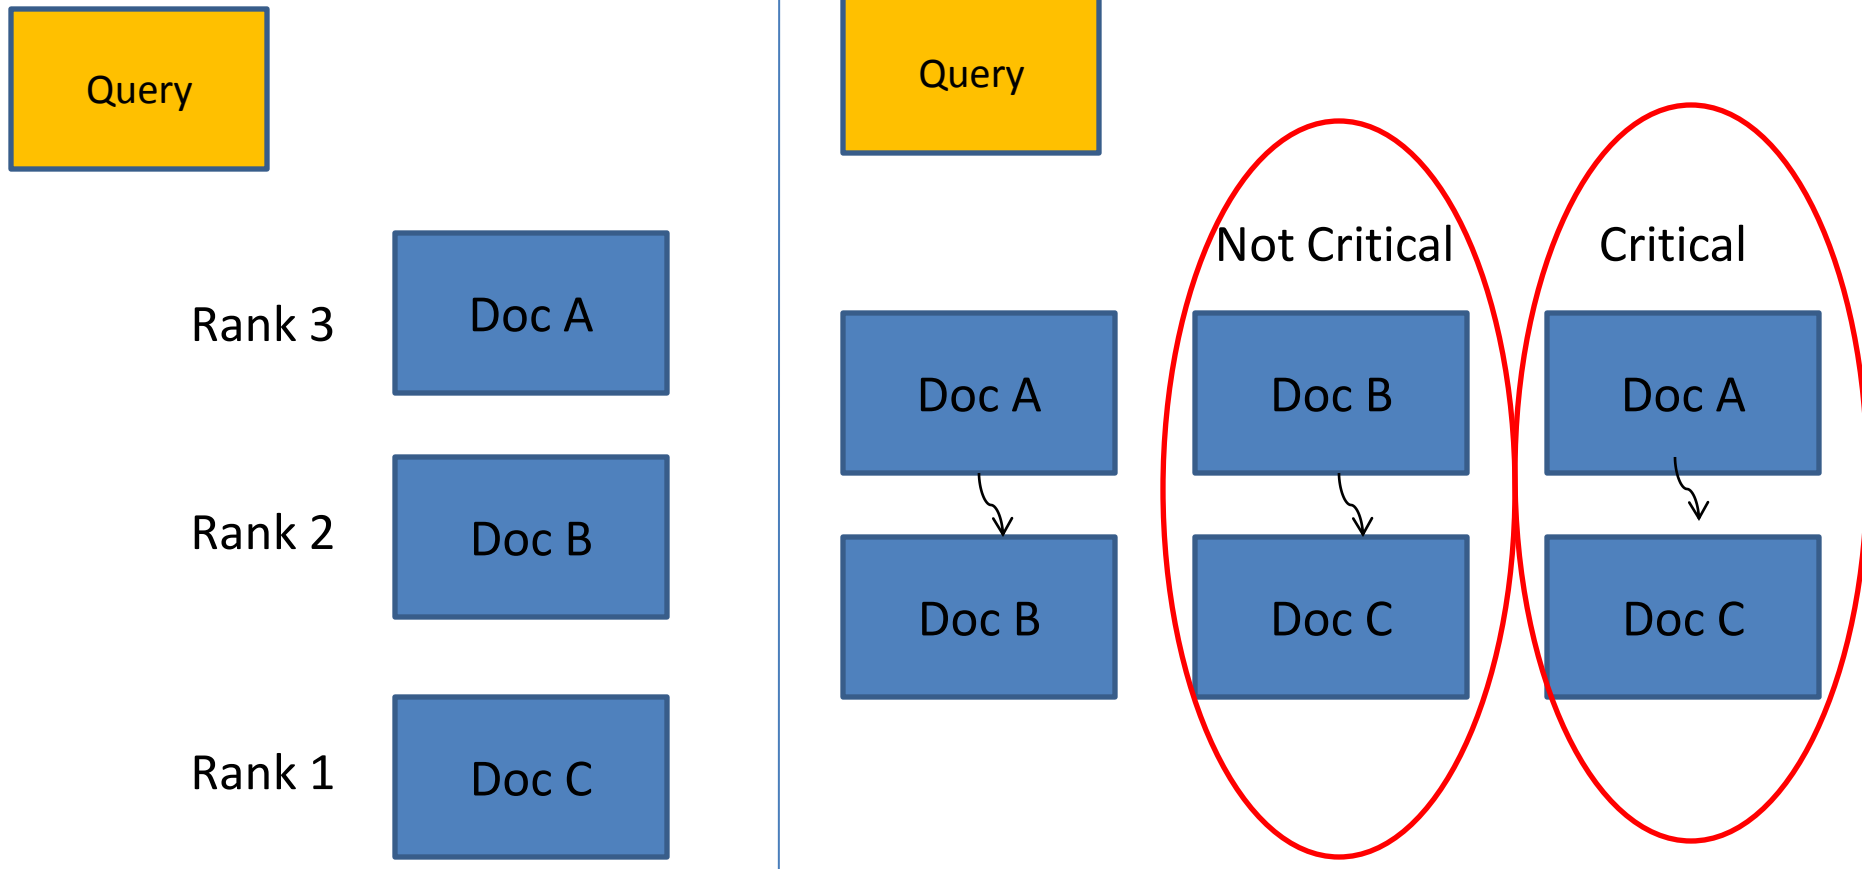 Query
Rank 3
Doc A
Rank 2
Doc B
Rank 1
Doc C
Query
Not Critical
Critical
Doc A
Doc B
Doc A
Doc B
Doc C
Doc C